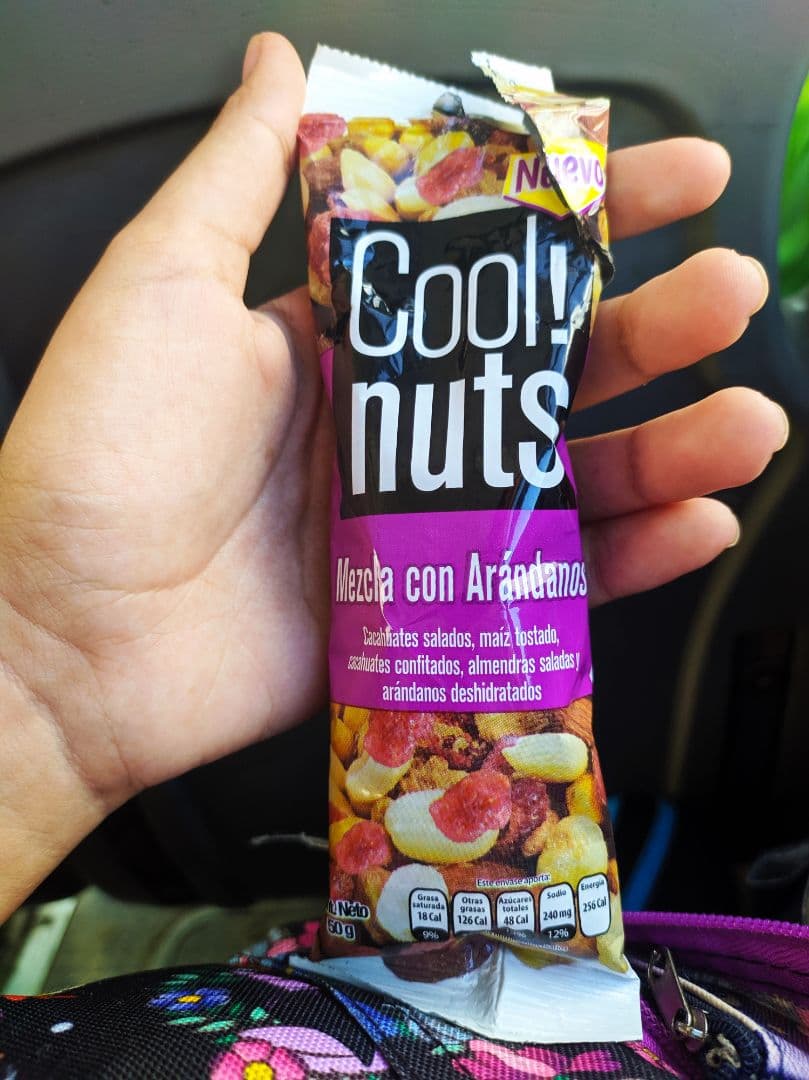 Nuevo
Cool!
nuts
Mezcla con Arándanos
Cacahuates salados, maíz tostado,
cacahuates confitados, almendras saladas y
arándanos deshidratados
Este envase aporta:
Grasa saturada 18 Cal 9%
Otras grasas 126 Cal
Azúcares totales 48 Cal
Sodio 240 mg 12%
Energía 256 Cal
Neto
50 g